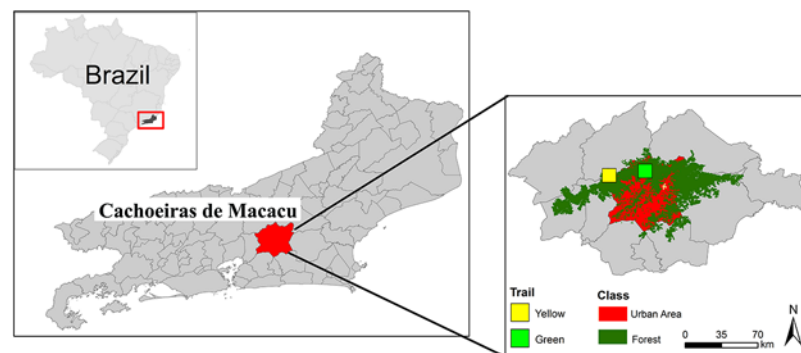 Brazil
Cachoeiras de Macacu
Trail
Yellow
Green
Class
Urban Area
Forest
0 35 70
km
N